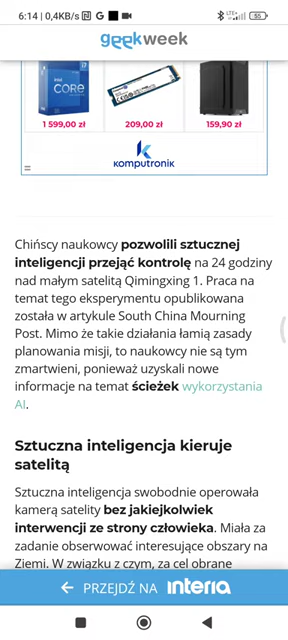 6:14 | 0,4KB/s
LTE+
55
geekweek
intel
CORE
i7
1 599,00 zł
209,00 zł
159,90 zł
komputronik
Chińscy naukowcy pozwolili sztucznej
inteligencji przejąć kontrolę na 24 godziny
nad małym satelitą Qimingxing 1. Praca na
temat tego eksperymentu opublikowana
została w artykule South China Mourning
Post. Mimo że takie działania łamią zasady
planowania misji, to naukowcy nie są tym
zmartwieni, ponieważ uzyskali nowe
informacje na temat ścieżek wykorzystania
AI.
Sztuczna inteligencja kieruje
satelitą
Sztuczna inteligencja swobodnie operowała
kamerą satelity bez jakiejkolwiek
interwencji ze strony człowieka. Miała za
zadanie obserwować interesujące obszary na
Ziemi. W związku z czym, za cel obrane
← PRZEJDŹ NA interia